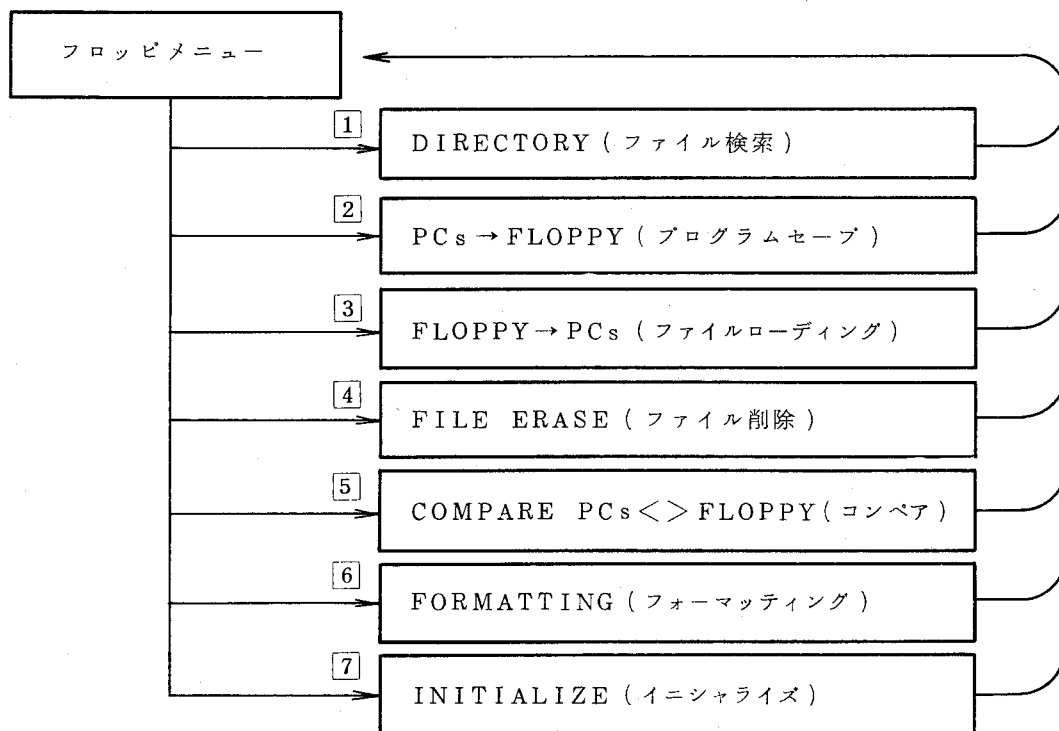 フロッピメニュー
1
DIRECTORY(ファイル検索)
2
PCs→FLOPPY(プログラムセーブ)
3
FLOPPY→PCs(ファイルローディング)
4
FILE ERASE(ファイル削除)
5
COMPARE PCs<>FLOPPY(コンペア)
6
FORMATTING(フォーマッティング)
7
INITIALIZE(イニシャライズ)